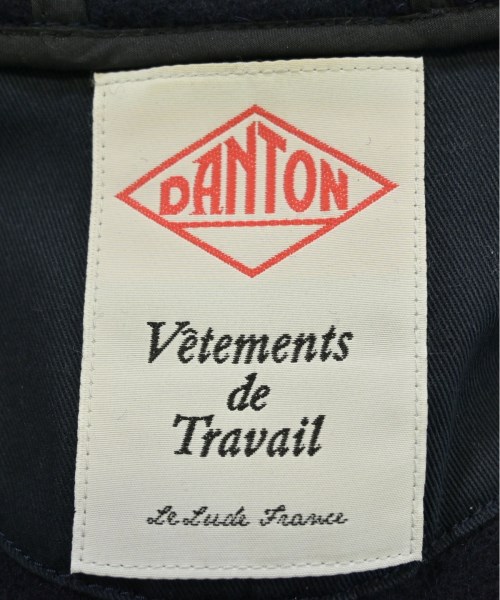 DANTON
Vêtements
de
Travail
Le Lude France